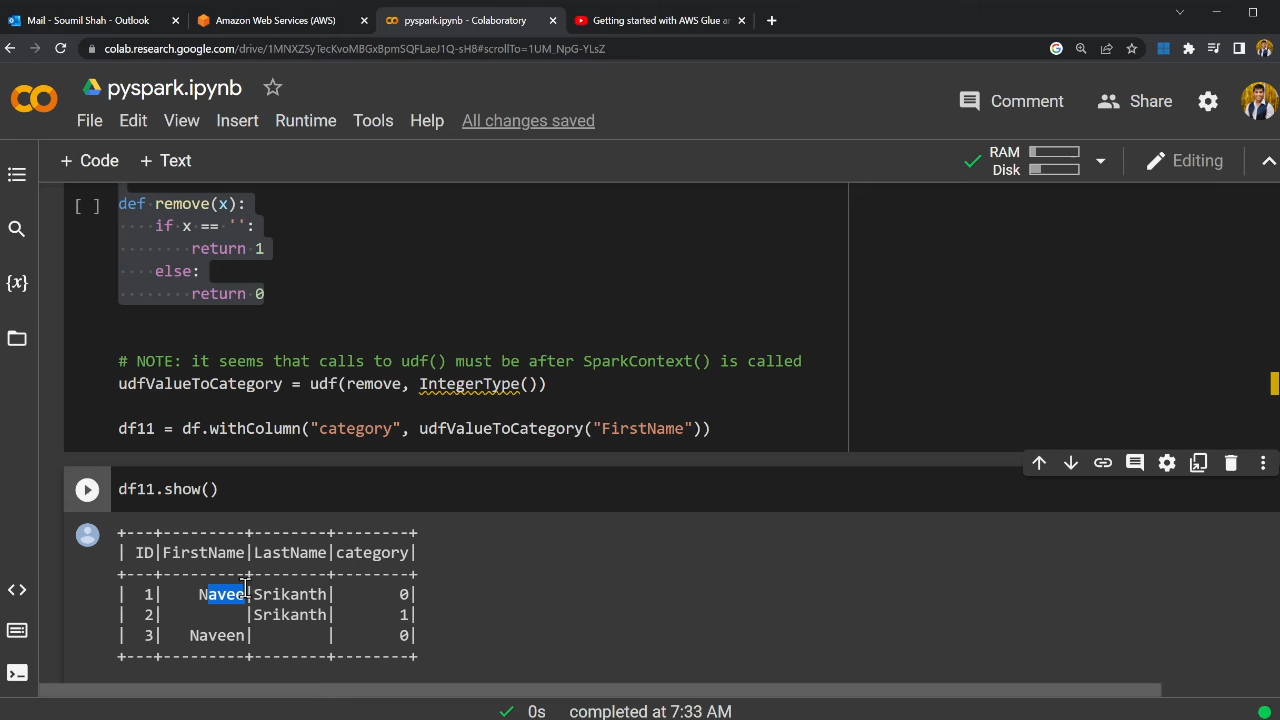 Mail - Soumil Shah - Outlook
Amazon Web Services (AWS)
pyspark.ipynb - Colaboratory
Getting started with AWS Glue ar
colab.research.google.com/drive/1MNXZSyTecKvoMBGxBpmSQFLaeJ1Q-sH8#scrollTo=1UM_NpG-YLsZ
pyspark.ipynb
Comment
Share
File Edit View Insert Runtime Tools Help All changes saved
+ Code + Text
RAM
Disk
Editing
[ ]
def remove(x):
if x == '':
return 1
else:
return 0
# NOTE: it seems that calls to udf() must be after SparkContext() is called
udfValueToCategory = udf(remove, IntegerType())
df11 = df.withColumn("category", udfValueToCategory("FirstName"))
{x}
df11.show()
+---+---------+--------+--------+
| ID|FirstName|LastName|category|
+---+---------+--------+--------+
| 1| Navee|Srikanth| 0|
| 2| |Srikanth| 1|
| 3| Naveen| | 0|
+---+---------+--------+--------+
0s completed at 7:33 AM